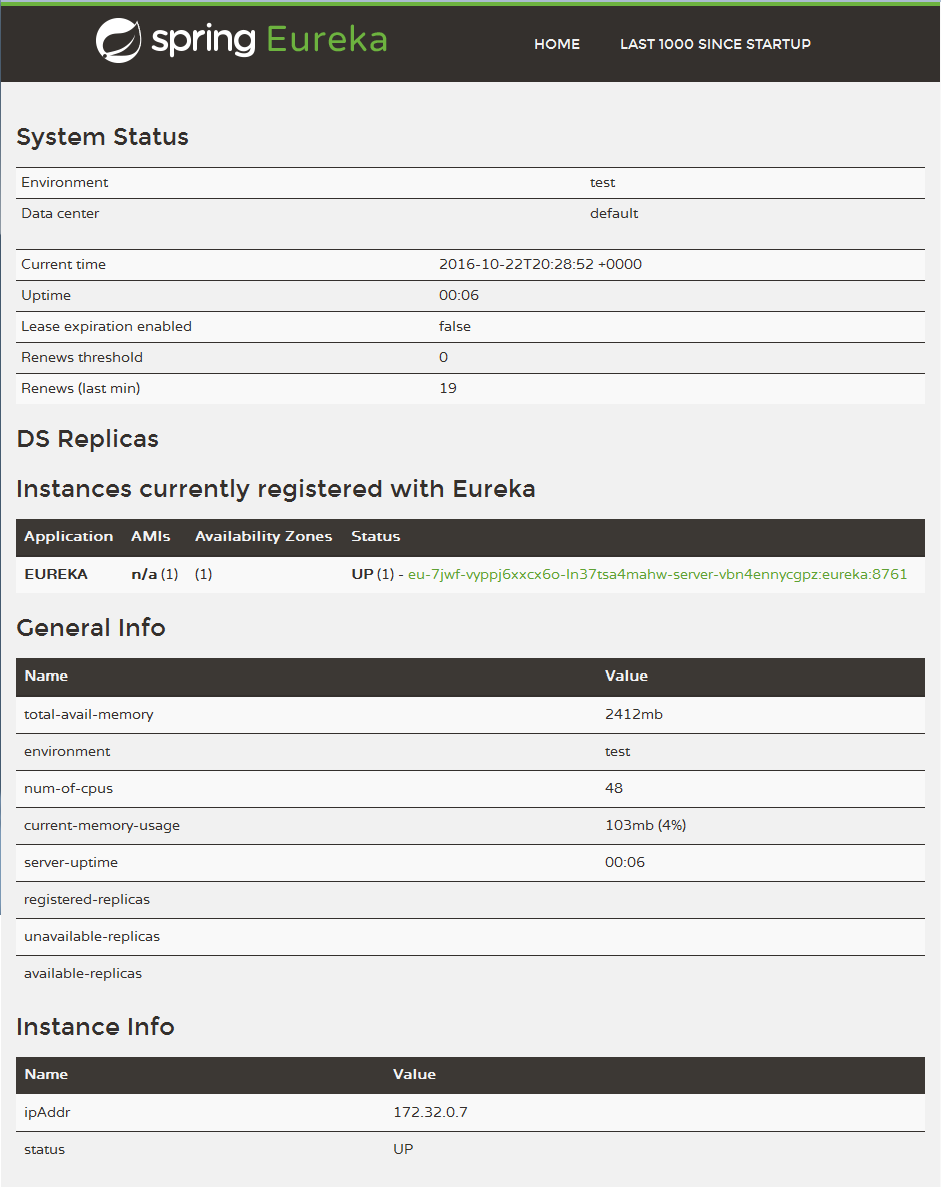 spring Eureka HOME LAST 1000 SINCE STARTUP
System Status
Environment test
Data center default
Current time 2016-10-22T20:28:52 +0000
Uptime 00:06
Lease expiration enabled false
Renews threshold 0
Renews (last min) 19
DS Replicas
Instances currently registered with Eureka
Application AMIs Availability Zones Status
EUREKA n/a (1) (1) UP (1) - eu-7jwf-vyppj6xxcx6o-ln37tsa4mahw-server-vbn4ennycgpz:eureka:8761
General Info
Name Value
total-avail-memory 2412mb
environment test
num-of-cpus 48
current-memory-usage 103mb (4%)
server-uptime 00:06
registered-replicas
unavailable-replicas
available-replicas
Instance Info
Name Value
ipAddr 172.32.0.7
status UP